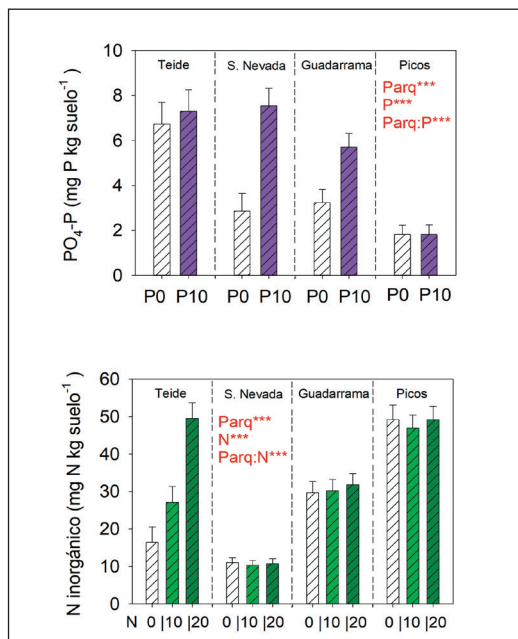 Teide S. Nevada Guadarrama Picos
Parq***
P***
Parq:P***
PO4-P (mg P kg suelo-1)
10
8
6
4
2
0
P0 P10 P0 P10 P0 P10 P0 P10
Teide S. Nevada Guadarrama Picos
Parq***
N***
Parq:N***
N inorgánico (mg N kg suelo-1)
60
50
40
30
20
10
0
N 0 |10 |20 0 |10 |20 0 |10 |20 0 |10 |20